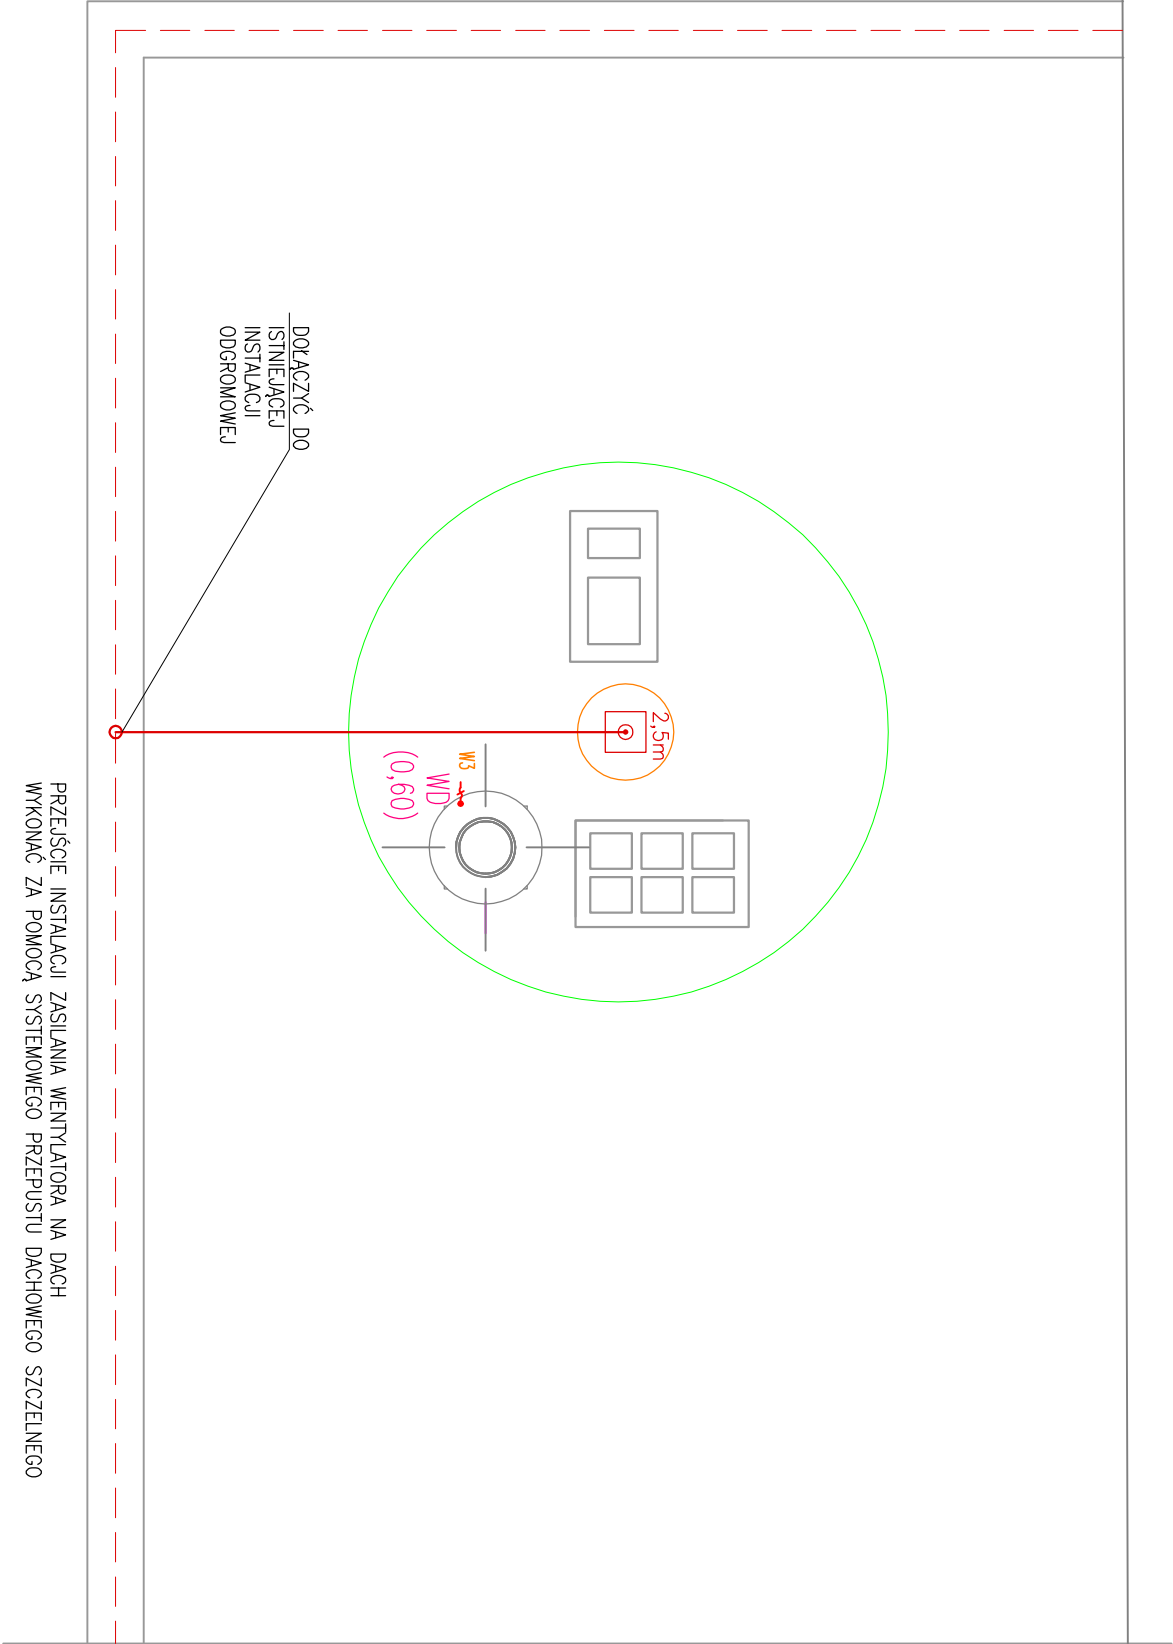 DOŁĄCZYĆ DO
ISTNIEJĄCEJ
INSTALACJI
ODGROMOWEJ
2,5m
W3
WD
(0,60)
PRZEJŚCIE INSTALACJI ZASILANIA WENTYLATORA NA DACH
WYKONAĆ ZA POMOCĄ SYSTEMOWEGO PRZEPUSTU DACHOWEGO SZCZELNEGO